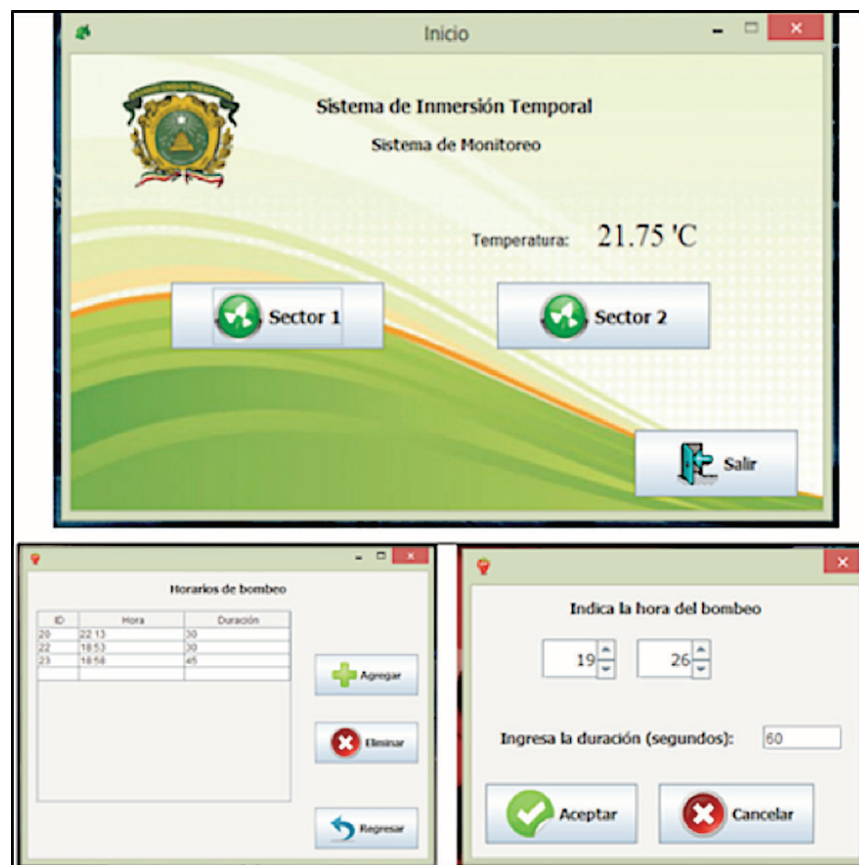 Inicio
Sistema de Inmersión Temporal
Sistema de Monitoreo
Temperatura: 21.75 'C
Sector 1 Sector 2
Salir
Horarios de bombeo
ID Hora Duración
20 22:13 30
22 18:53 30
23 18:58 45
Agregar
Eliminar
Regresar
Indica la hora del bombeo
19 26
Ingresa la duración (segundos): 60
Aceptar Cancelar